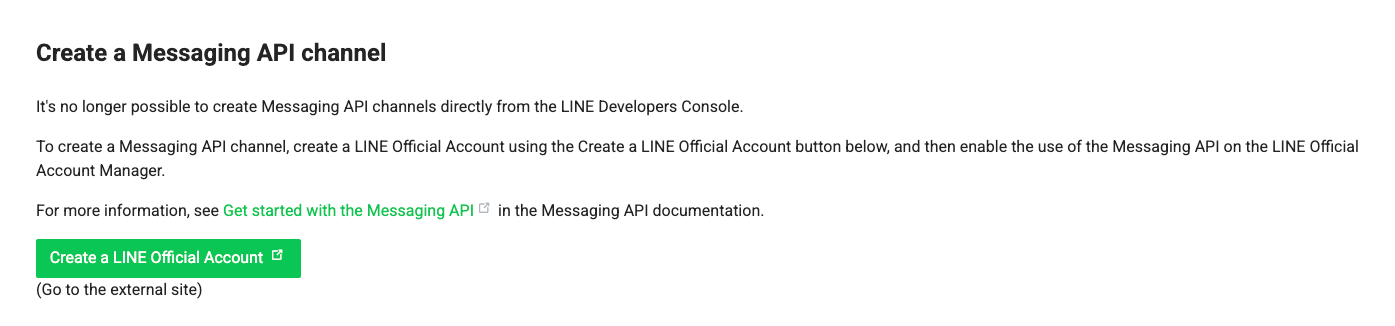 Create a Messaging API channel
It's no longer possible to create Messaging API channels directly from the LINE Developers Console.
To create a Messaging API channel, create a LINE Official Account using the Create a LINE Official Account button below, and then enable the use of the Messaging API on the LINE Official
Account Manager.
For more information, see Get started with the Messaging API in the Messaging API documentation.
Create a LINE Official Account
(Go to the external site)